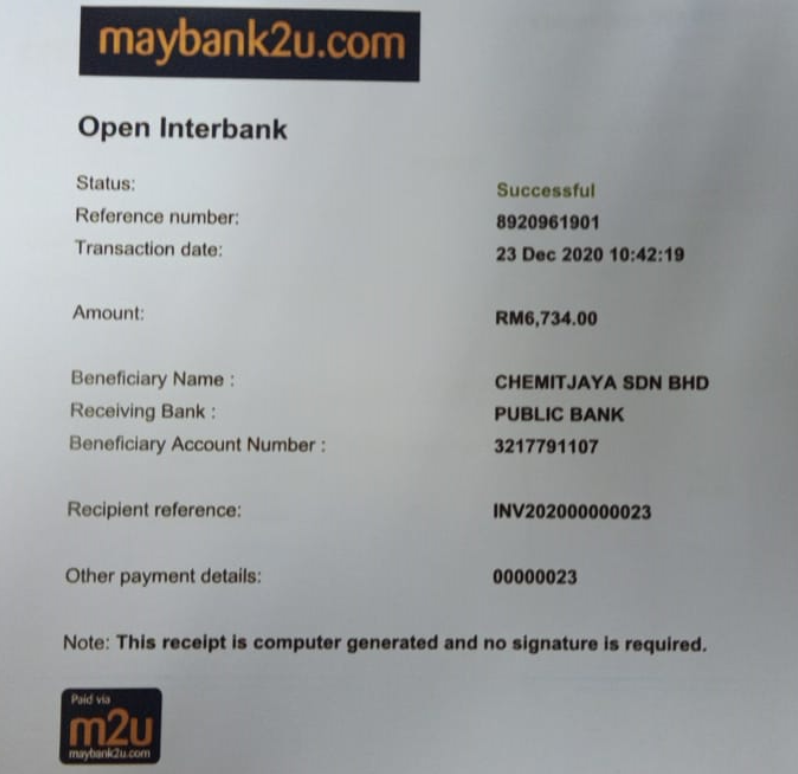 maybank2u.com
Open Interbank
Status: Successful
Reference number: 8920961901
Transaction date: 23 Dec 2020 10:42:19
Amount: RM6,734.00
Beneficiary Name : CHEMITJAYA SDN BHD
Receiving Bank : PUBLIC BANK
Beneficiary Account Number : 3217791107
Recipient reference: INV202000000023
Other payment details: 00000023
Note: This receipt is computer generated and no signature is required.
Paid via
m2u
maybank2u.com